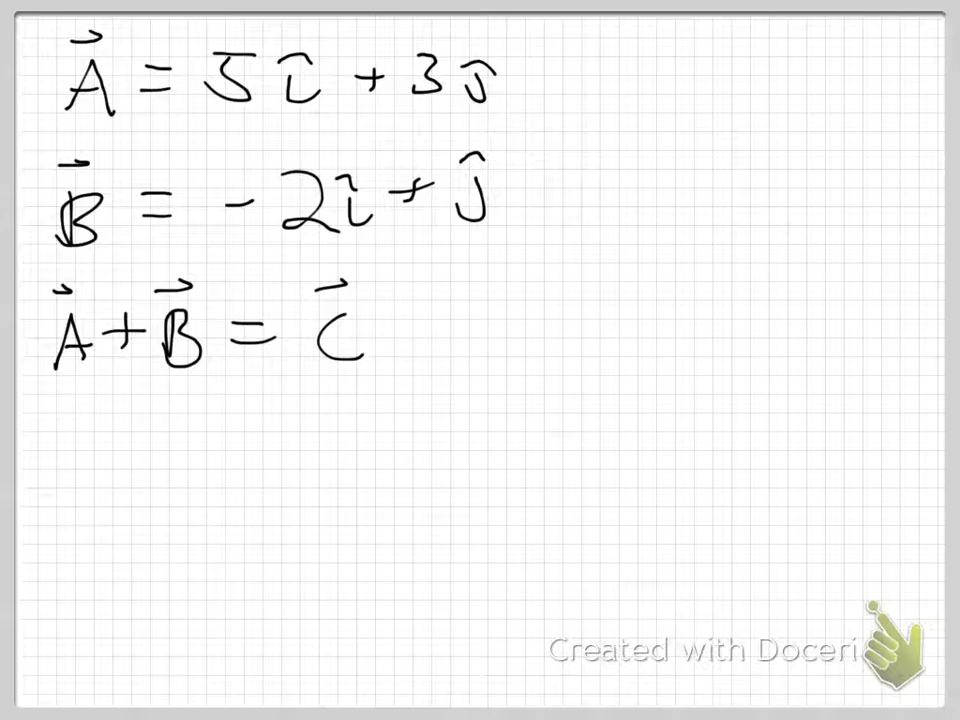 A⃗ = 5î + 3ĵ
B⃗ = - 2î + ĵ
A⃗ + B⃗ = C⃗
Created with Doceri